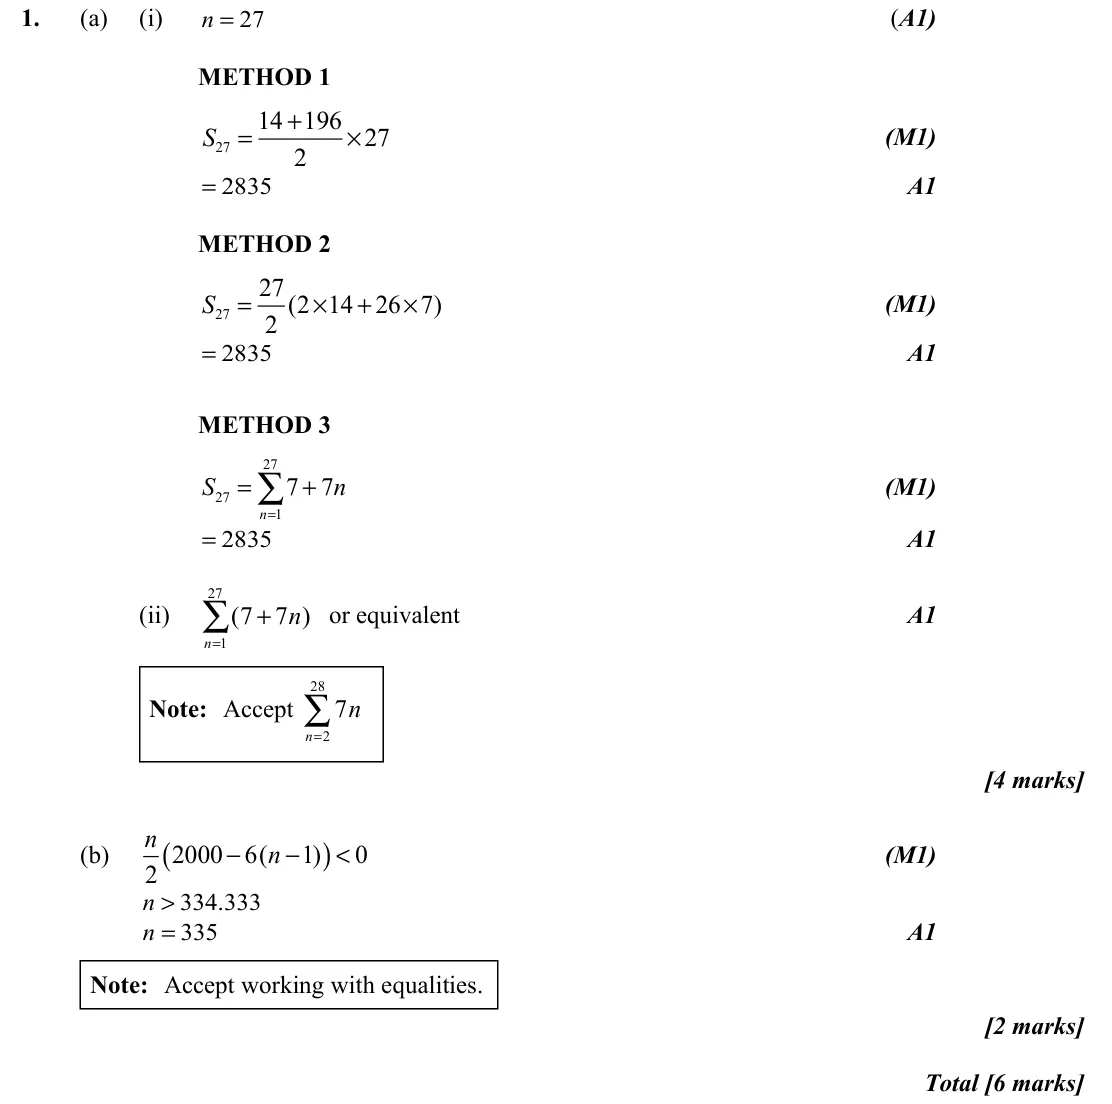 1. (a) (i) n = 27 (A1)
METHOD 1
S₂₇ = (14 + 196)/2 × 27 (M1)
= 2835 A1
METHOD 2
S₂₇ = 27/2 (2 × 14 + 26 × 7) (M1)
= 2835 A1
METHOD 3
S₂₇ = ∑_{n=1}^{27} 7 + 7n (M1)
= 2835 A1
(ii) ∑_{n=1}^{27} (7 + 7n) or equivalent A1
Note: Accept ∑_{n=2}^{28} 7n
[4 marks]
(b) n/2 (2000 − 6(n − 1)) < 0 (M1)
n > 334.333
n = 335 A1
Note: Accept working with equalities.
[2 marks]
Total [6 marks]